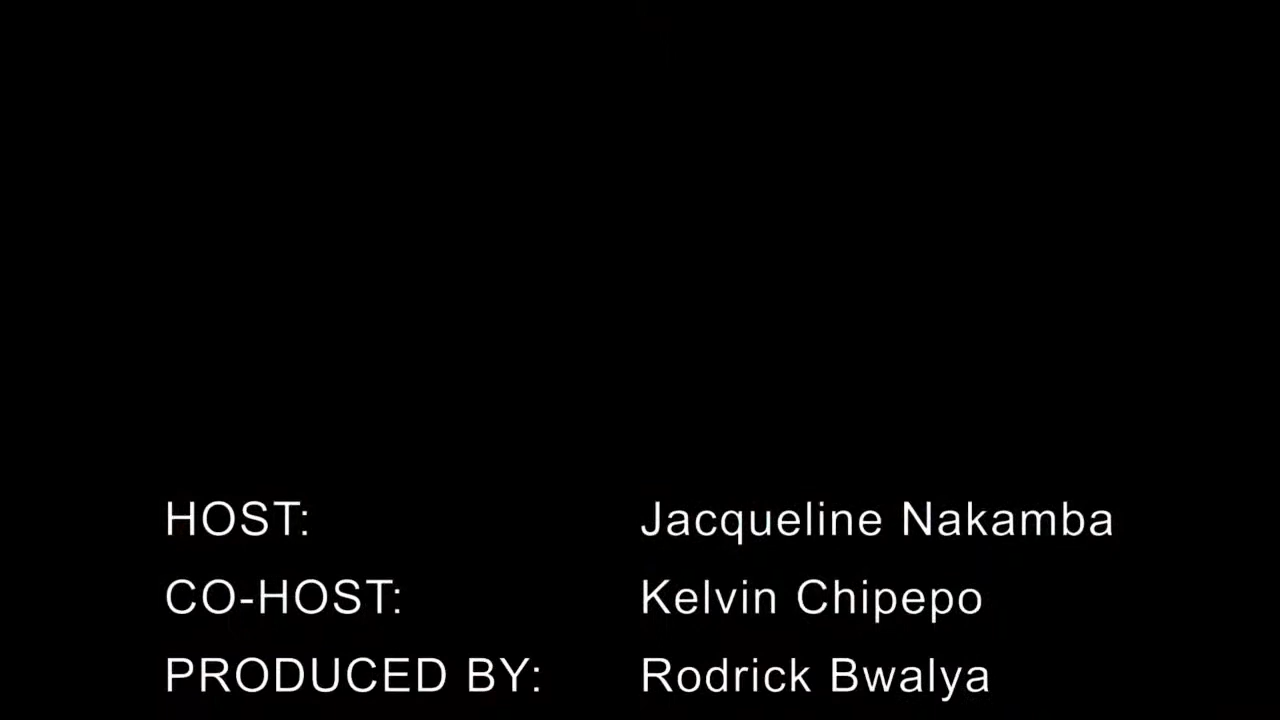 HOST: Jacqueline Nakamba
CO-HOST: Kelvin Chipepo
PRODUCED BY: Rodrick Bwalya